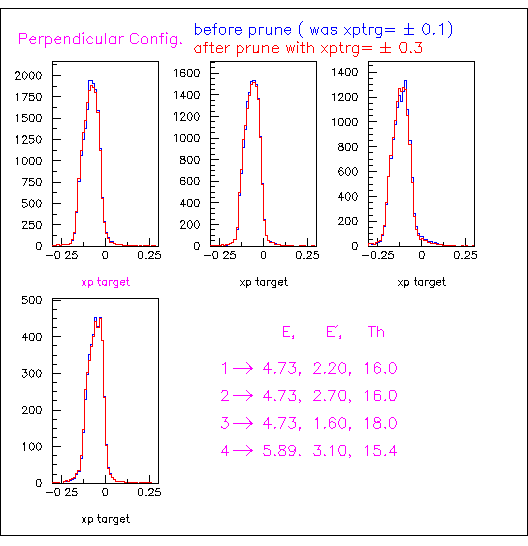 Perpendicular Config.
before prune ( was xptrg= ± 0.1)
after prune with xptrg= ± 0.3
2000
1750
1500
1250
1000
750
500
250
0
-0.25 0 0.25
xp target
1600
1400
1200
1000
800
600
400
200
0
-0.25 0 0.25
xp target
1400
1200
1000
800
600
400
200
0
-0.25 0 0.25
xp target
500
400
300
200
100
0
-0.25 0 0.25
xp target
E, E', Th
1→ 4.73, 2.20, 16.0
2→ 4.73, 2.70, 16.0
3→ 4.73, 1.60, 18.0
4→ 5.89. 3.10, 15.4